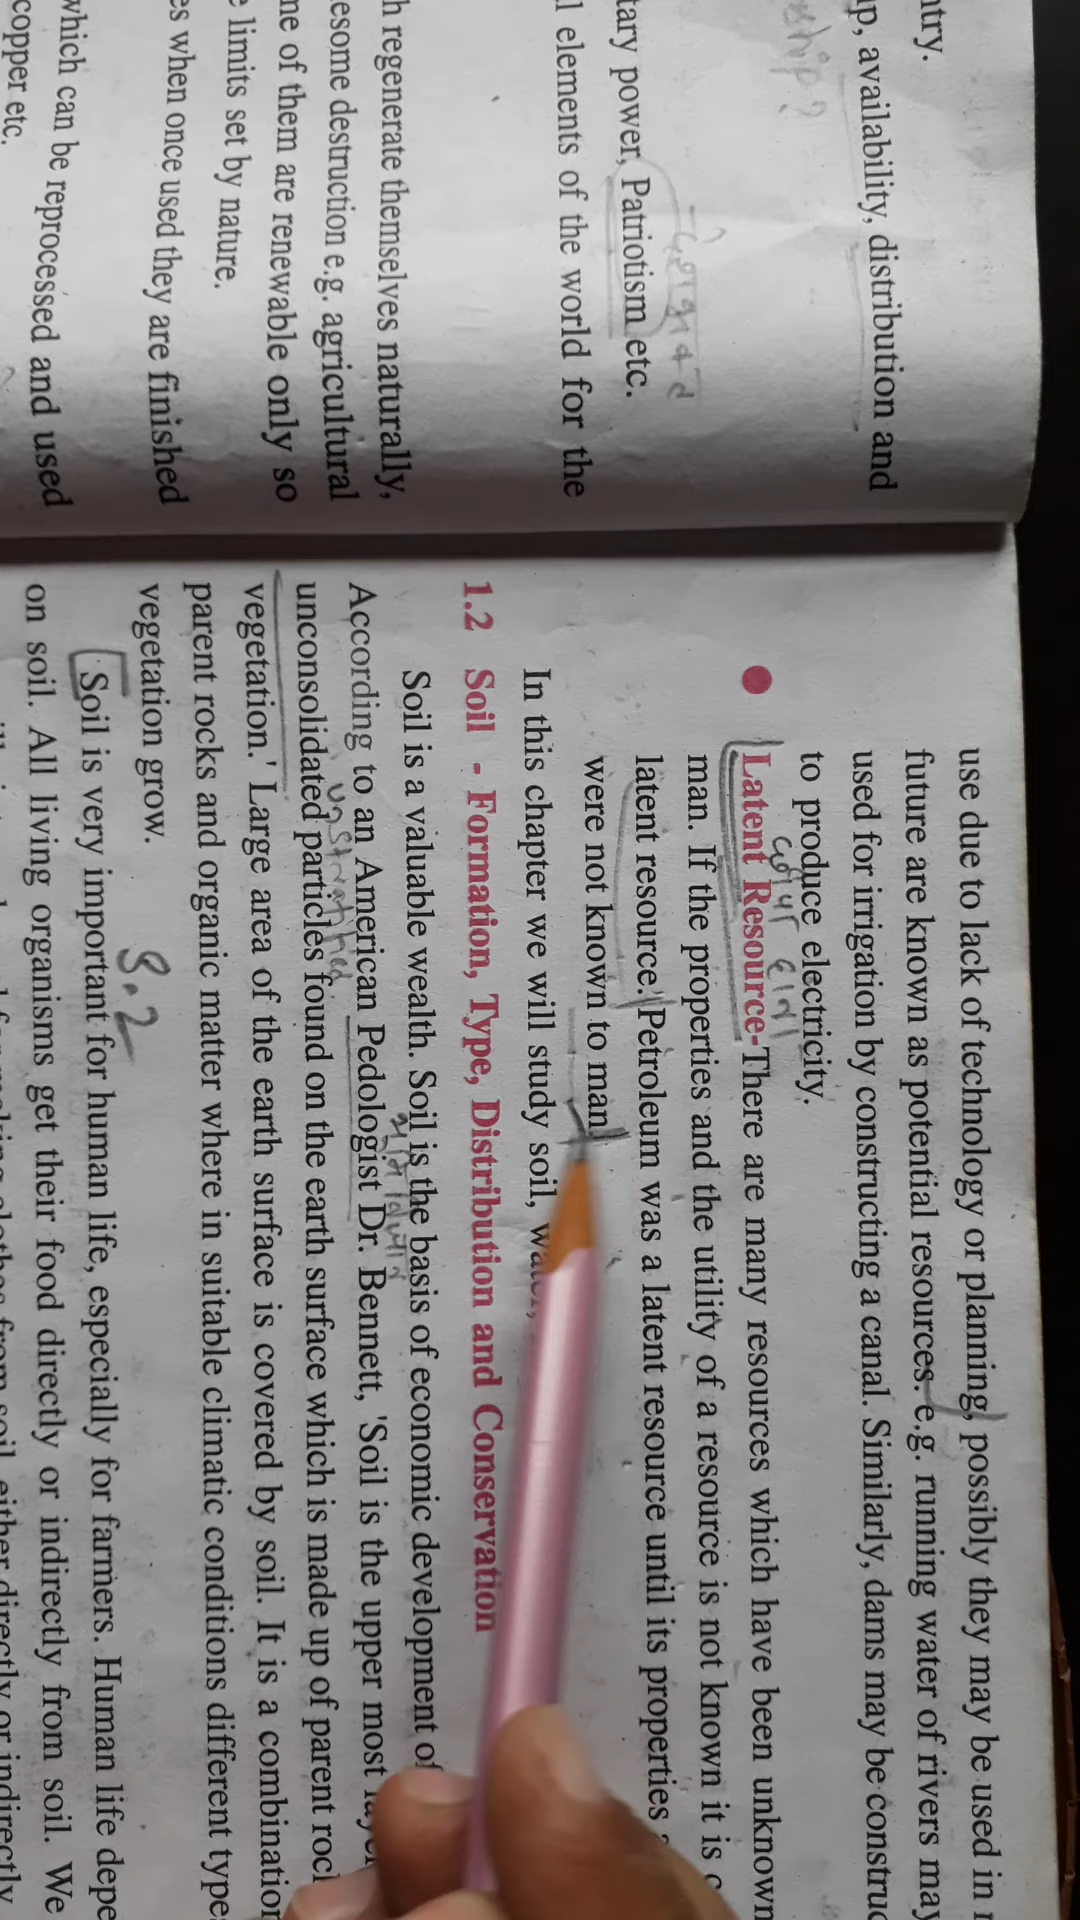 ntry.
up, availability, distribution and
tary power, Patriotism etc.
l elements of the world for the
h regenerate themselves naturally,
esome destruction e.g. agricultural
me of them are renewable only so
e limits set by nature.
es when once used they are finished
which can be reprocessed and used
copper etc.
use due to lack of technology or planning, possibly they may be used in
future are known as potential resources. e.g. running water of rivers may
used for irrigation by constructing a canal. Similarly, dams may be construc
to produce electricity.
● Latent Resource-There are many resources which have been unknown
man. If the properties and the utility of a resource is not known it is c
latent resource. Petroleum was a latent resource until its properties
were not known to man
In this chapter we will study soil,
1.2 Soil - Formation, Type, Distribution and Conservation
Soil is a valuable wealth. Soil is the basis of economic development of
According to an American Pedologist Dr. Bennett, 'Soil is the upper most
unstratified
unconsolidated particles found on the earth surface which is made up of parent rock
vegetation.' Large area of the earth surface is covered by soil. It is a combination
parent rocks and organic matter where in suitable climatic conditions different type
vegetation grow.
8.2
Soil is very important for human life, especially for farmers. Human life depe
on soil. All living organisms get their food directly or indirectly from soil. We
from soil either directly or indirectly